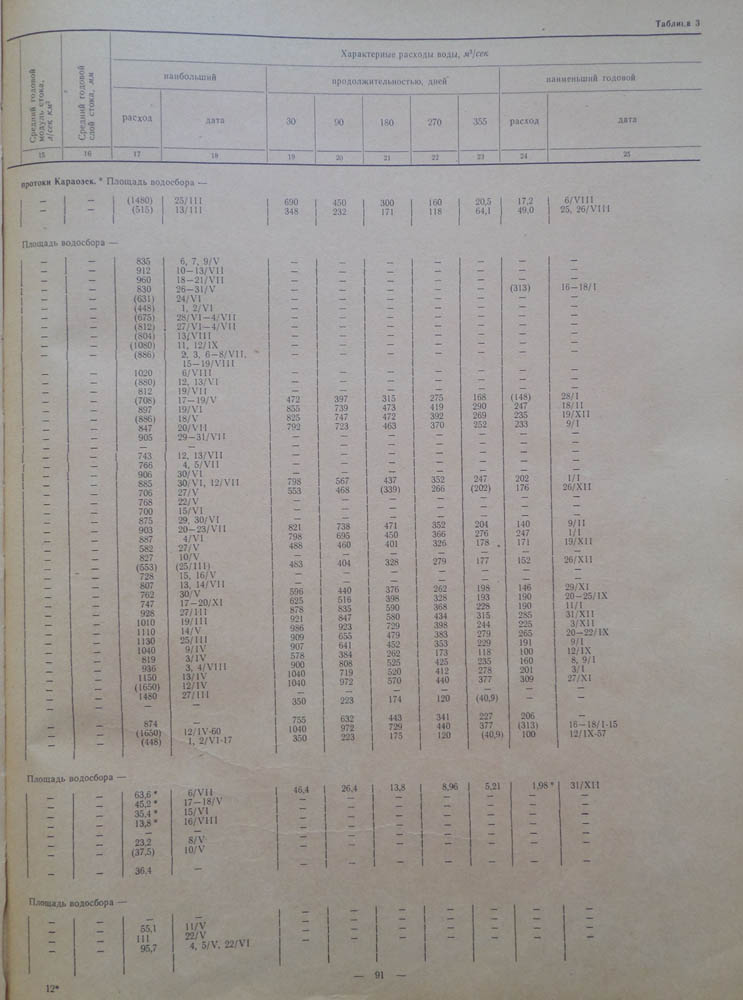 Таблица 3
Средний годовой модуль стока, л/сек км² | Средний годовой слой стока, мм | Характерные расходы воды, м³/сек
наибольший | продолжительностью, дней | наименьший годовой
расход | дата | 30 | 90 | 180 | 270 | 355 | расход | дата
15 | 16 | 17 | 18 | 19 | 20 | 21 | 22 | 23 | 24 | 25
протоки Караозек. * Площадь водосбора —
— — (1480) 25/III 690 450 300 160 20,5 17,2 6/VIII
— — (515) 13/III 348 232 171 118 64,1 49,0 25, 26/VIII
Площадь водосбора —
— — 835 6, 7, 9/V — — — — — — —
— — 912 10—13/VII — — — — — — —
— — 960 18—21/VII — — — — — — —
— — 830 26—31/V — — — — — (313) 16—18/I
— — (631) 24/VI — — — — — — —
— — (448) 1, 2/VI — — — — — — —
— — (675) 28/VI—4/VII — — — — — — —
— — (812) 27/VI—4/VII — — — — — — —
— — (804) 13/VIII — — — — — — —
— — (1080) 11, 12/IX — — — — — — —
— — (886) 2, 3, 6—8/VII, — — — — — — —
15—19/VIII
— — 1020 6/VIII — — — — — — —
— — (880) 12, 13/VI — — — — — — —
— — 812 19/VII — — — — — — —
— — (708) 17—19/V 472 397 315 275 168 (148) 28/I
— — 897 19/VI 855 739 473 419 290 247 18/II
— — (886) 18/V 825 747 472 392 269 235 19/XII
— — 847 20/VII 792 723 463 370 252 233 9/I
— — 905 29—31/VII — — — — — — —
— — — — — — — — — — —
— — 743 12, 13/VII — — — — — — —
— — 766 4, 5/VII — — — — — — —
— — 906 30/VI — — — — — — —
— — 885 30/VI, 12/VII 798 567 437 352 247 202 1/I
— — 706 27/V 553 468 (339) 266 (202) 176 26/XII
— — 768 22/V — — — — — — —
— — 700 15/VI — — — — — — —
— — 875 29, 30/VI — — — — — — —
— — 903 20—23/VII 821 738 471 352 204 140 9/II
— — 887 4/VI 798 695 450 366 276 247 1/I
— — 582 27/V 488 460 401 326 178 171 19/XII
— — 827 10/V — — — — — — —
— — (553) (25/III) 483 404 328 279 177 152 26/XII
— — 728 15, 16/V — — — — — — —
— — 807 13, 14/VII — — — — — — —
— — 762 30/V 596 440 376 262 198 146 29/XI
— — 747 17—20/XI 625 516 398 328 193 190 20—25/IX
— — 928 27/III 878 835 590 368 228 190 11/I
— — 1010 19/III 921 847 580 434 315 285 31/XII
— — 1110 14/V 986 923 729 398 244 225 3/XII
— — 1130 25/III 909 655 479 383 279 265 20—22/IX
— — 1040 9/IV 907 641 452 353 229 191 9/I
— — 819 3/IV 578 384 262 173 118 100 12/IX
— — 936 3, 4/VIII 900 808 525 425 235 160 8, 9/I
— — 1150 13/IV 1040 719 520 412 278 201 3/I
— — (1650) 12/IV 1040 972 570 440 377 309 27/XI
— — 1480 27/III — — — — — — —
— — — — 350 223 174 120 (40,9) — —
— — 874 — 755 632 443 341 227 206 —
— — (1650) 12/IV-60 1040 972 729 440 377 (313) 16—18/I-15
— — (448) 1, 2/VI-17 350 223 175 120 (40,9) 100 12/IX-57
Площадь водосбора —
— — 63,6 * 6/VII 46,4 26,4 13,8 8,96 5,21 1,98 * 31/XII
— — 45,2 * 17—18/V — — — — — — —
— — 35,4 * 15/VI — — — — — — —
— — 13,8 * 16/VIII — — — — — — —
— — — — — — — — — — —
— — 23,2 8/V — — — — — — —
— — (37,5) 10/V — — — — — — —
— — 36,4 — — — — — — — —
Площадь водосбора —
— — — — — — — — — — —
— — 55,1 11/V — — — — — — —
— — 111 22/V — — — — — — —
— — 95,7 4, 5/V, 22/VI — — — — — — —
— 91 —
12*